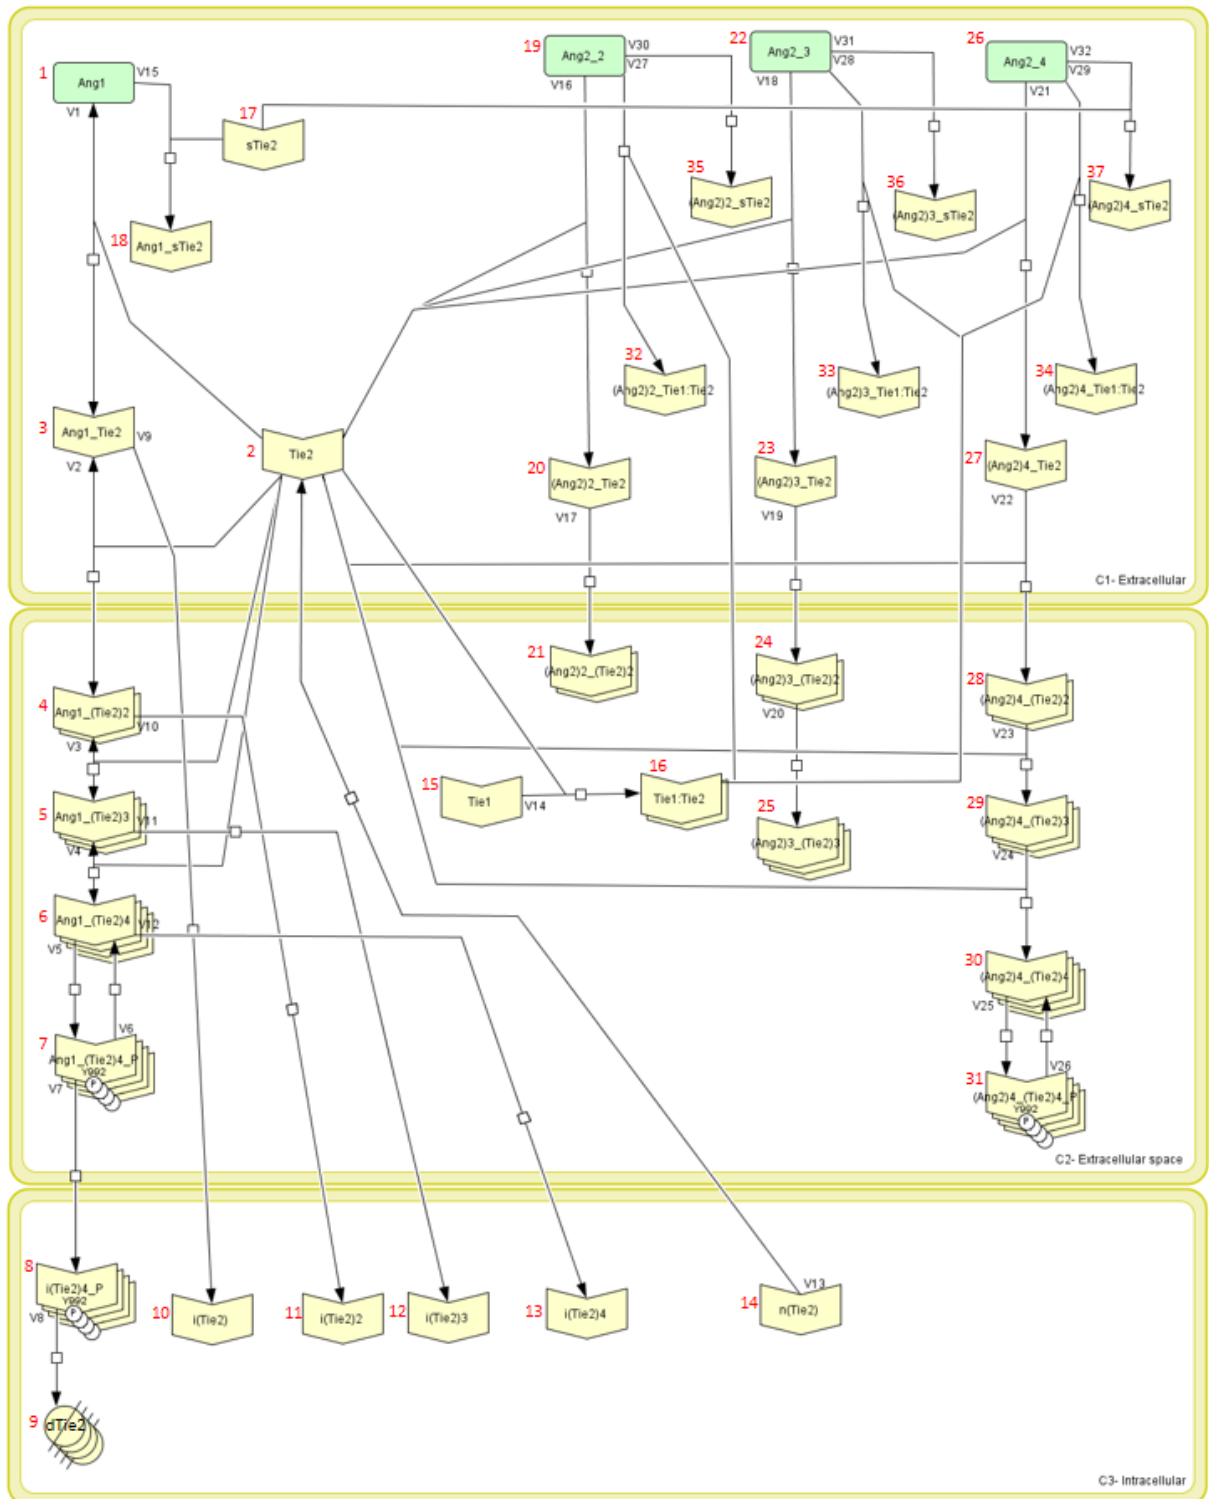 19
Ang2_2
V30
V27
V16
22
Ang2_3
V31
V28
V18
26
Ang2_4
V32
V29
V21
1
Ang1
V15
V1
17
sTie2
35
(Ang2)2_sTie2
36
(Ang2)3_sTie2
37
(Ang2)4_sTie2
18
Ang1_sTie2
32
(Ang2)2_Tie1:Tie2
33
(Ang2)3_Tie1:Tie2
34
(Ang2)4_Tie1:Tie2
3
Ang1_Tie2
V9
V2
2
Tie2
20
(Ang2)2_Tie2
V17
23
(Ang2)3_Tie2
V19
27
(Ang2)4_Tie2
V22
C1- Extracellular
21
(Ang2)2_(Tie2)2
24
(Ang2)3_(Tie2)2
V20
28
(Ang2)4_(Tie2)2
V23
4
Ang1_(Tie2)2
V10
V3
15
Tie1
V14
16
Tie1:Tie2
25
(Ang2)3_(Tie2)3
29
(Ang2)4_(Tie2)3
V24
5
Ang1_(Tie2)3
V11
V4
6
Ang1_(Tie2)4
V12
V5
30
(Ang2)4_(Tie2)4
V25
V6
7
Ang1_(Tie2)4_P
Y992
P
V7
V26
31
(Ang2)4_(Tie2)4_P
Y992
P
C2- Extracellular space
8
i(Tie2)4_P
Y992
P
V8
10
i(Tie2)
11
i(Tie2)2
12
i(Tie2)3
13
i(Tie2)4
14
V13
n(Tie2)
9
dTie2
C3- Intracellular